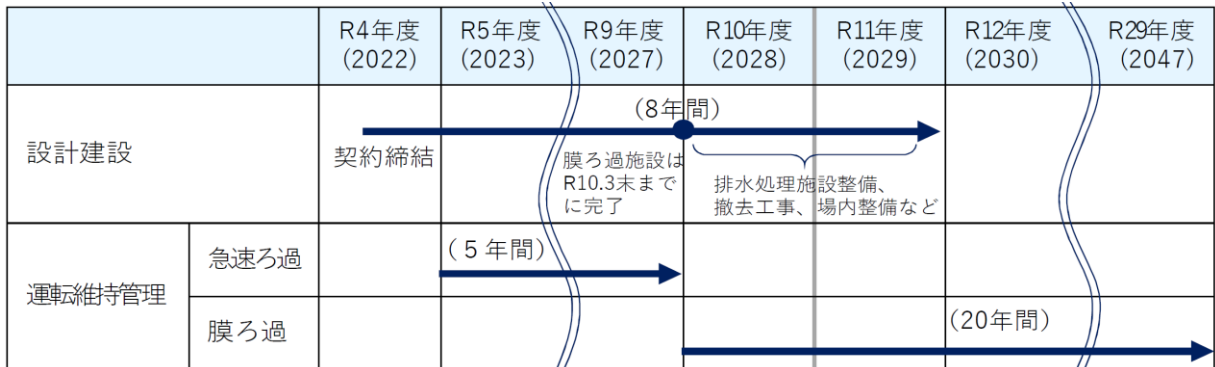 R4年度 R5年度 R9年度 R10年度 R11年度 R12年度 R29年度
(2022) (2023) (2027) (2028) (2029) (2030) (2047)
設計建設
(8年間)
契約締結
膜ろ過施設は
R10.3末まで
に完了
排水処理施設整備、
撤去工事、場内整備など
運転維持管理
急速ろ過
(5年間)
膜ろ過
(20年間)